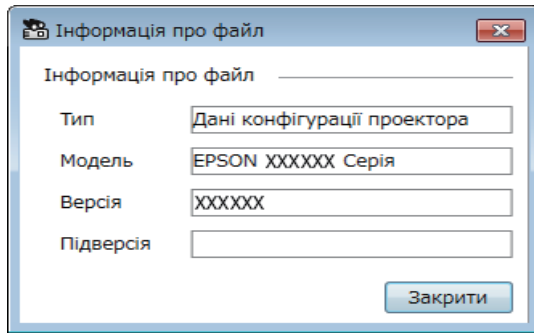 Інформація про файл
Інформація про файл
Тип Дані конфігурації проектора
Модель EPSON XXXXXX Серія
Версія XXXXXX
Підверсія
Закрити